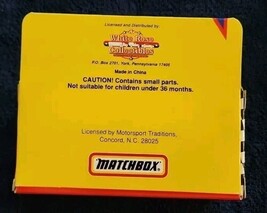 Licensed and Distributed by:
White Rose
Collectibles
P.O. Box 2701, York, Pennsylvania 17405
Made in China
CAUTION! Contains small parts.
Not suitable for children under 36 months.
Licensed by Motorsport Traditions,
Concord, N.C. 28025
MATCHBOX